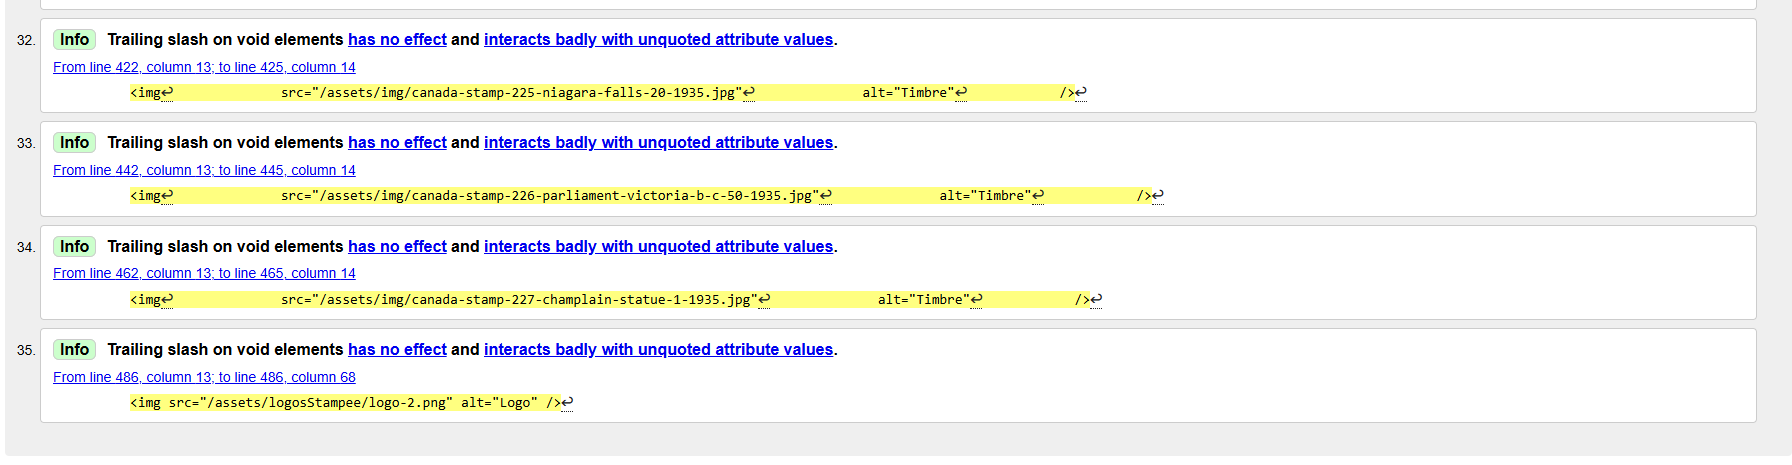 32. Info Trailing slash on void elements has no effect and interacts badly with unquoted attribute values.
From line 422, column 13; to line 425, column 14
<img↩ src="/assets/img/canada-stamp-225-niagara-falls-20-1935.jpg"↩ alt="Timbre"↩ />↩
33. Info Trailing slash on void elements has no effect and interacts badly with unquoted attribute values.
From line 442, column 13; to line 445, column 14
<img↩ src="/assets/img/canada-stamp-226-parliament-victoria-b-c-50-1935.jpg"↩ alt="Timbre"↩ />↩
34. Info Trailing slash on void elements has no effect and interacts badly with unquoted attribute values.
From line 462, column 13; to line 465, column 14
<img↩ src="/assets/img/canada-stamp-227-champlain-statue-1-1935.jpg"↩ alt="Timbre"↩ />↩
35. Info Trailing slash on void elements has no effect and interacts badly with unquoted attribute values.
From line 486, column 13; to line 486, column 68
<img src="/assets/logosStampee/logo-2.png" alt="Logo" />↩